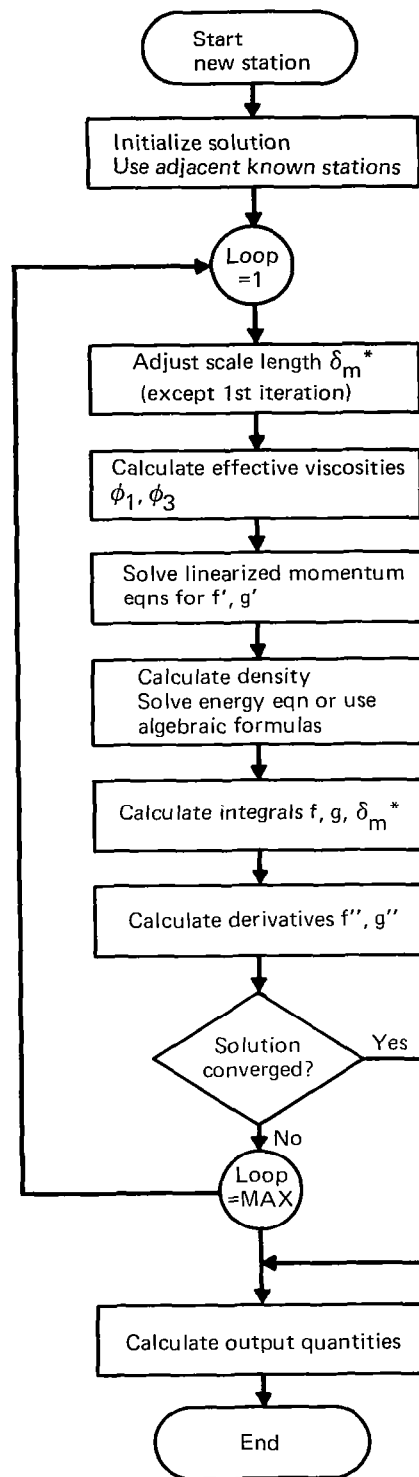 Start
new station
Initialize solution
Use adjacent known stations
Loop
=1
Adjust scale length δm*
(except 1st iteration)
Calculate effective viscosities
ϕ1, ϕ3
Solve linearized momentum
eqns for f', g'
Calculate density
Solve energy eqn or use
algebraic formulas
Calculate integrals f, g, δm*
Calculate derivatives f'', g''
Solution
converged?
Yes
No
Loop
=MAX
Calculate output quantities
End